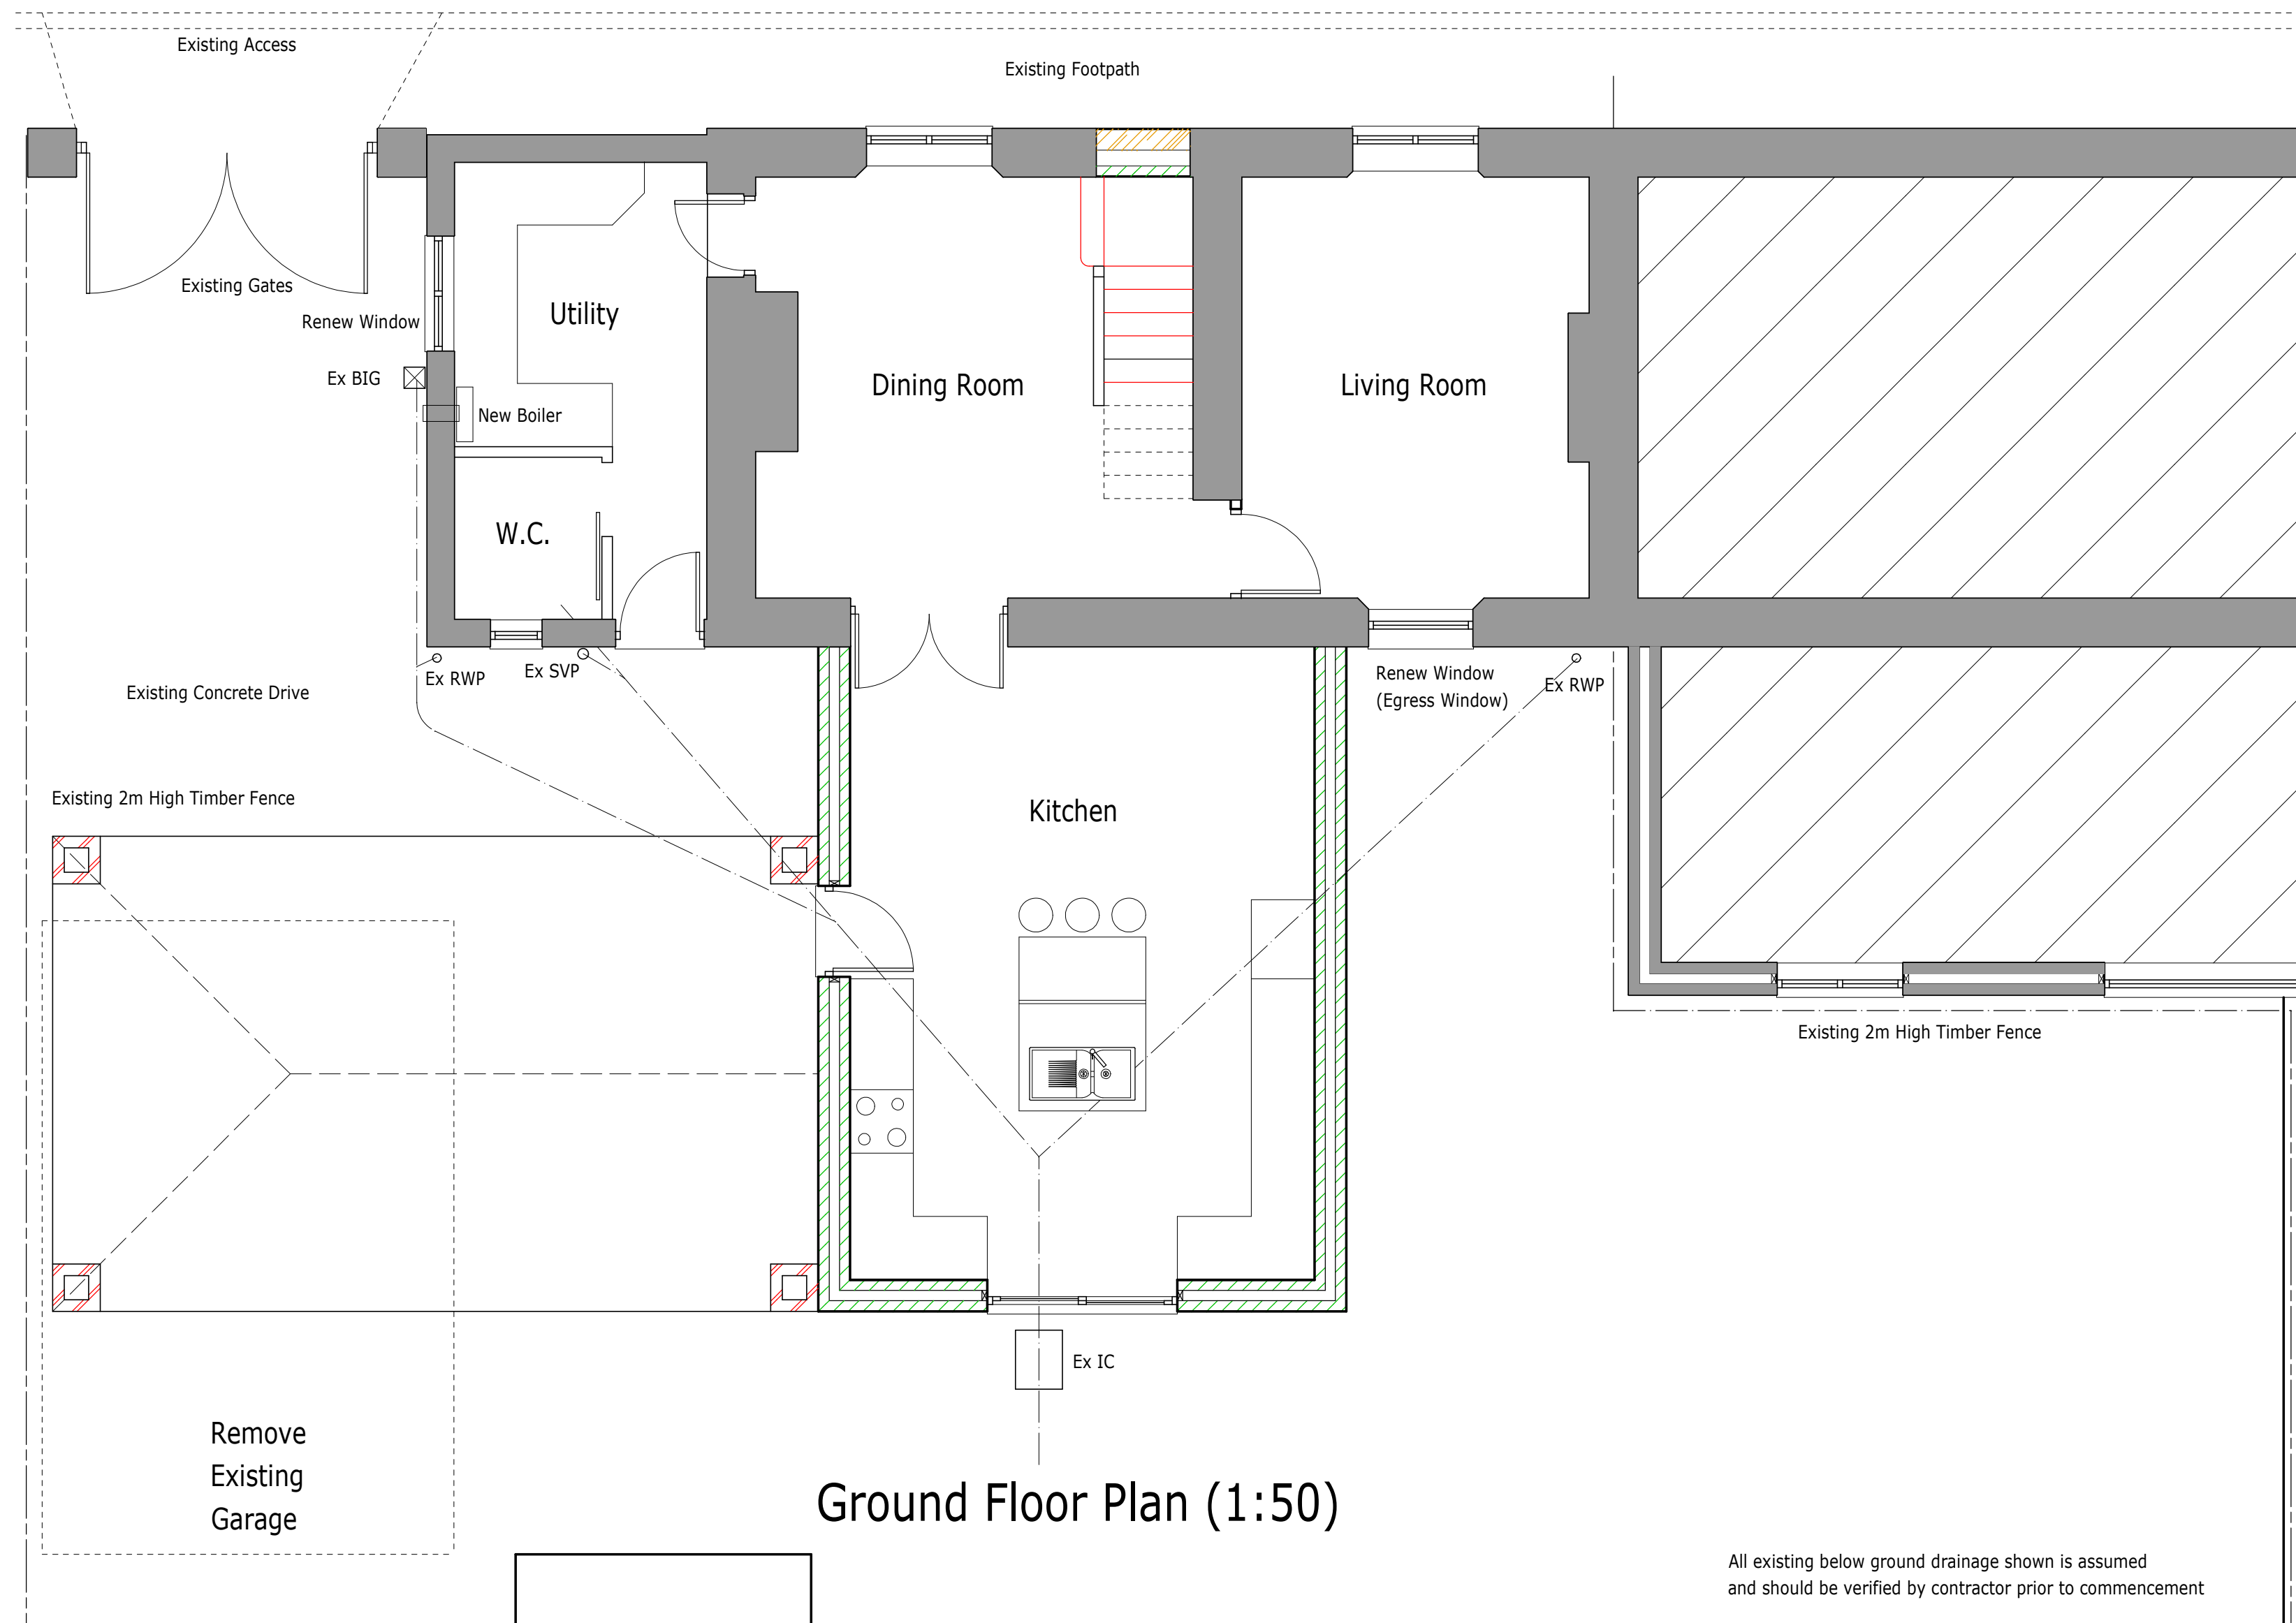 Existing Access
Existing Footpath
Existing Gates
Renew Window
Utility
Ex BIG
Dining Room
Living Room
New Boiler
W.C.
Ex RWP
Ex SVP
Renew Window
(Egress Window)
Ex RWP
Existing Concrete Drive
Existing 2m High Timber Fence
Kitchen
Existing 2m High Timber Fence
Ex IC
Remove
Existing
Garage
Ground Floor Plan (1:50)
All existing below ground drainage shown is assumed
and should be verified by contractor prior to commencement